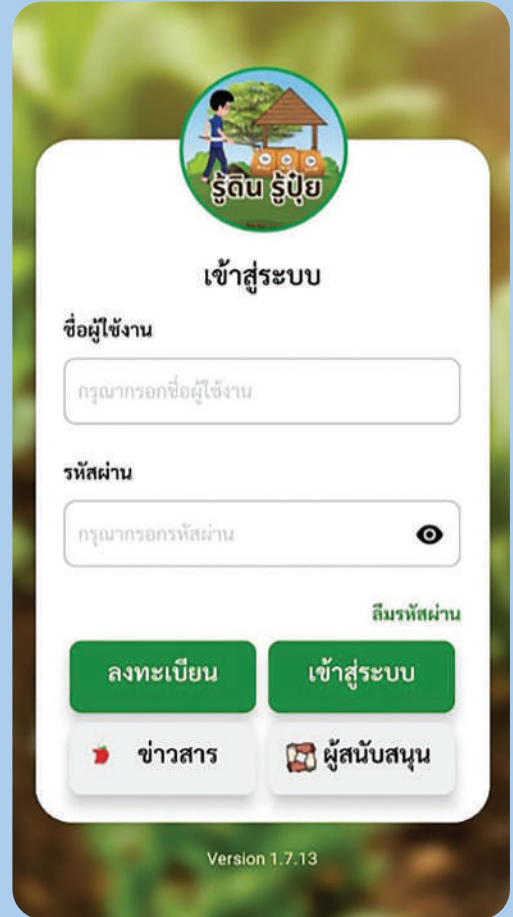 รู้ดิน รู้ปุ๋ย
เข้าสู่ระบบ
ชื่อผู้ใช้งาน
กรุณากรอกชื่อผู้ใช้งาน
รหัสผ่าน
กรุณากรอกรหัสผ่าน
ลืมรหัสผ่าน
ลงทะเบียน เข้าสู่ระบบ
ข่าวสาร ผู้สนับสนุน
Version 1.7.13